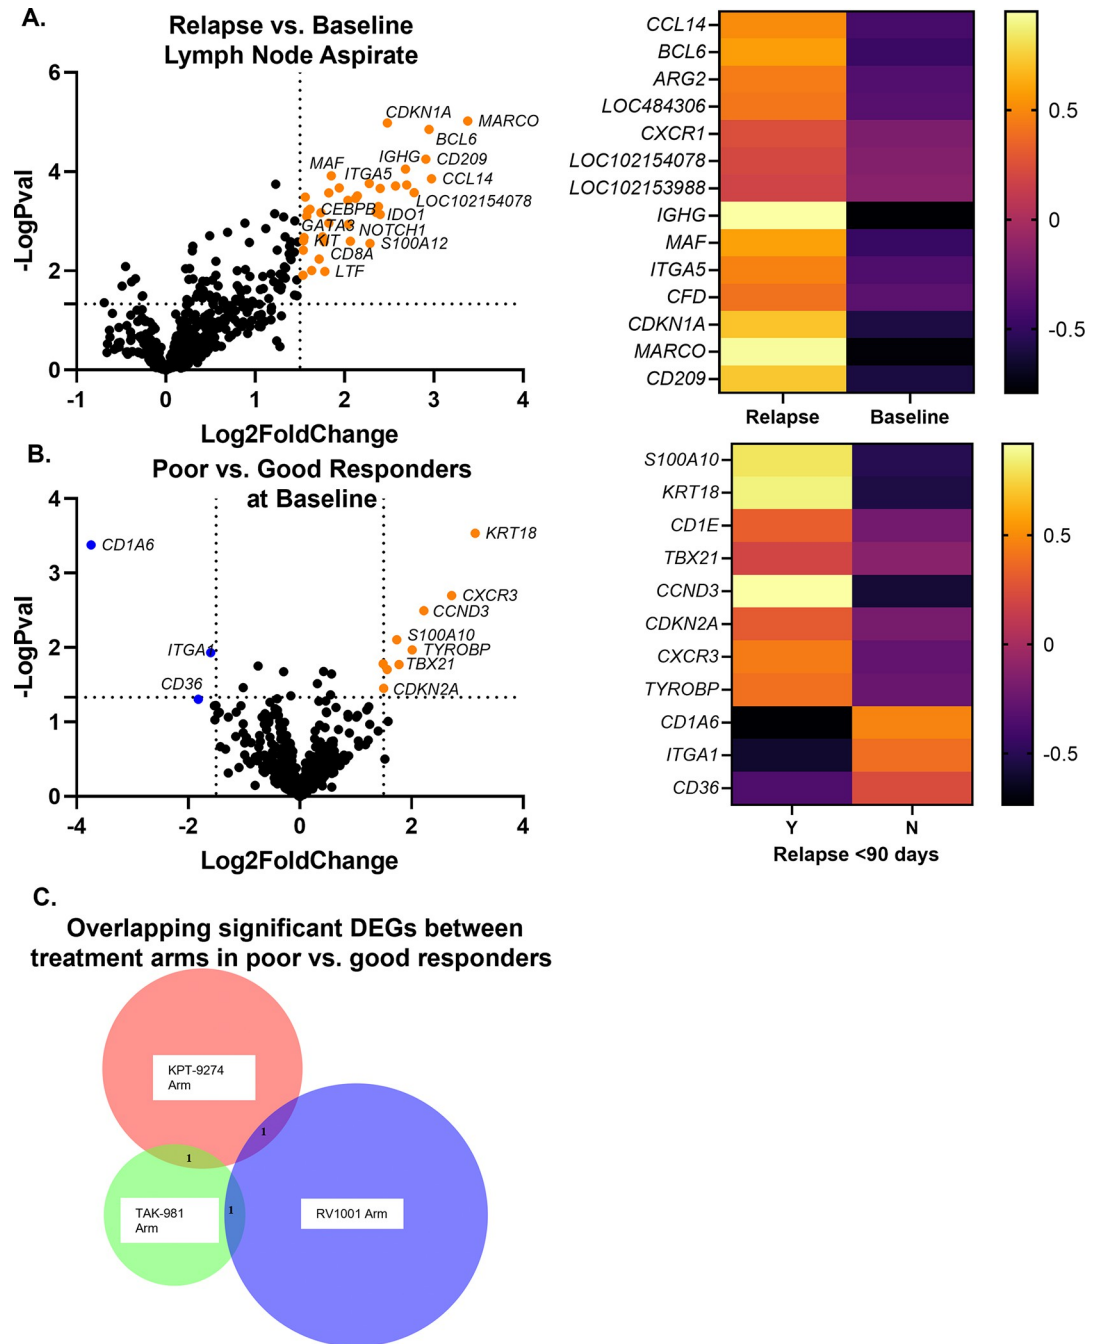 A.
Relapse vs. Baseline
Lymph Node Aspirate
-LogPval
6
4
2
0
CDKN1A
MARCO
BCL6
IGHG
CD209
MAF
ITGA5
CCL14
LOC102154078
CEBPB
IDO1
GATA3
NOTCH1
KIT
S100A12
CD8A
LTF
-1
0
1
2
3
4
Log2FoldChange
CCL14
BCL6
ARG2
LOC484306
CXCR1
LOC102154078
LOC102153988
IGHG
MAF
ITGA5
CFD
CDKN1A
MARCO
CD209
Relapse
Baseline
0.5
0
-0.5
B.
Poor vs. Good Responders
at Baseline
-LogPval
4
3
2
1
0
CD1A6
KRT18
CXCR3
CCND3
S100A10
ITGA1
TYROBP
TBX21
CD36
CDKN2A
-4
-2
0
2
4
Log2FoldChange
S100A10
KRT18
CD1E
TBX21
CCND3
CDKN2A
CXCR3
TYROBP
CD1A6
ITGA1
CD36
Y
N
Relapse <90 days
0.5
0
-0.5
C.
Overlapping significant DEGs between
treatment arms in poor vs. good responders
KPT-9274
Arm
1
1
TAK-981
Arm
1
RV1001 Arm